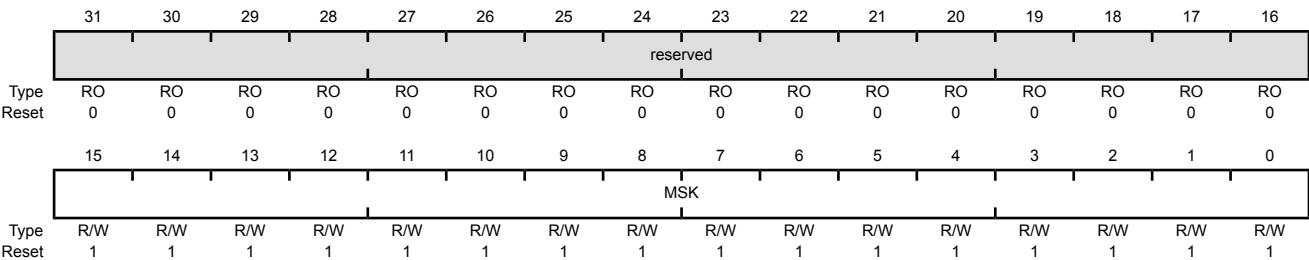 31 30 29 28 27 26 25 24 23 22 21 20 19 18 17 16
reserved
Type RO RO RO RO RO RO RO RO RO RO RO RO RO RO RO RO
Reset 0 0 0 0 0 0 0 0 0 0 0 0 0 0 0 0
15 14 13 12 11 10 9 8 7 6 5 4 3 2 1 0
MSK
Type R/W R/W R/W R/W R/W R/W R/W R/W R/W R/W R/W R/W R/W R/W R/W R/W
Reset 1 1 1 1 1 1 1 1 1 1 1 1 1 1 1 1